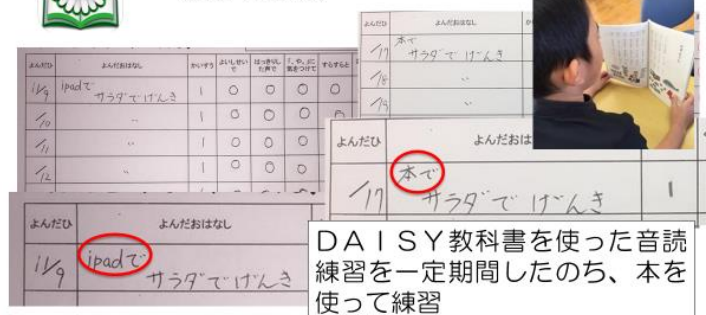 よんだひ よんだおはなし かいすう よいしせいで はっきりした声で 「、や。」に気をつけて すらすらと
11/9 ipadで サラダでげんき 1 ○ ○ ○ ○
/10 〃 1 ○ ○ ○
/11 〃 1 ○ ○ ○
/12 〃 1 ○ ○ ○
よんだひ よんだおはなし
/17 本で サラダでげんき
/18 〃
/19 〃
よんだひ よんだおは
/17 本で サラダでげんき 1
よんだひ よんだおはなし
11/9 ipadで サラダでげんき
DAISY教科書を使った音読
練習を一定期間したのち、本を
使って練習